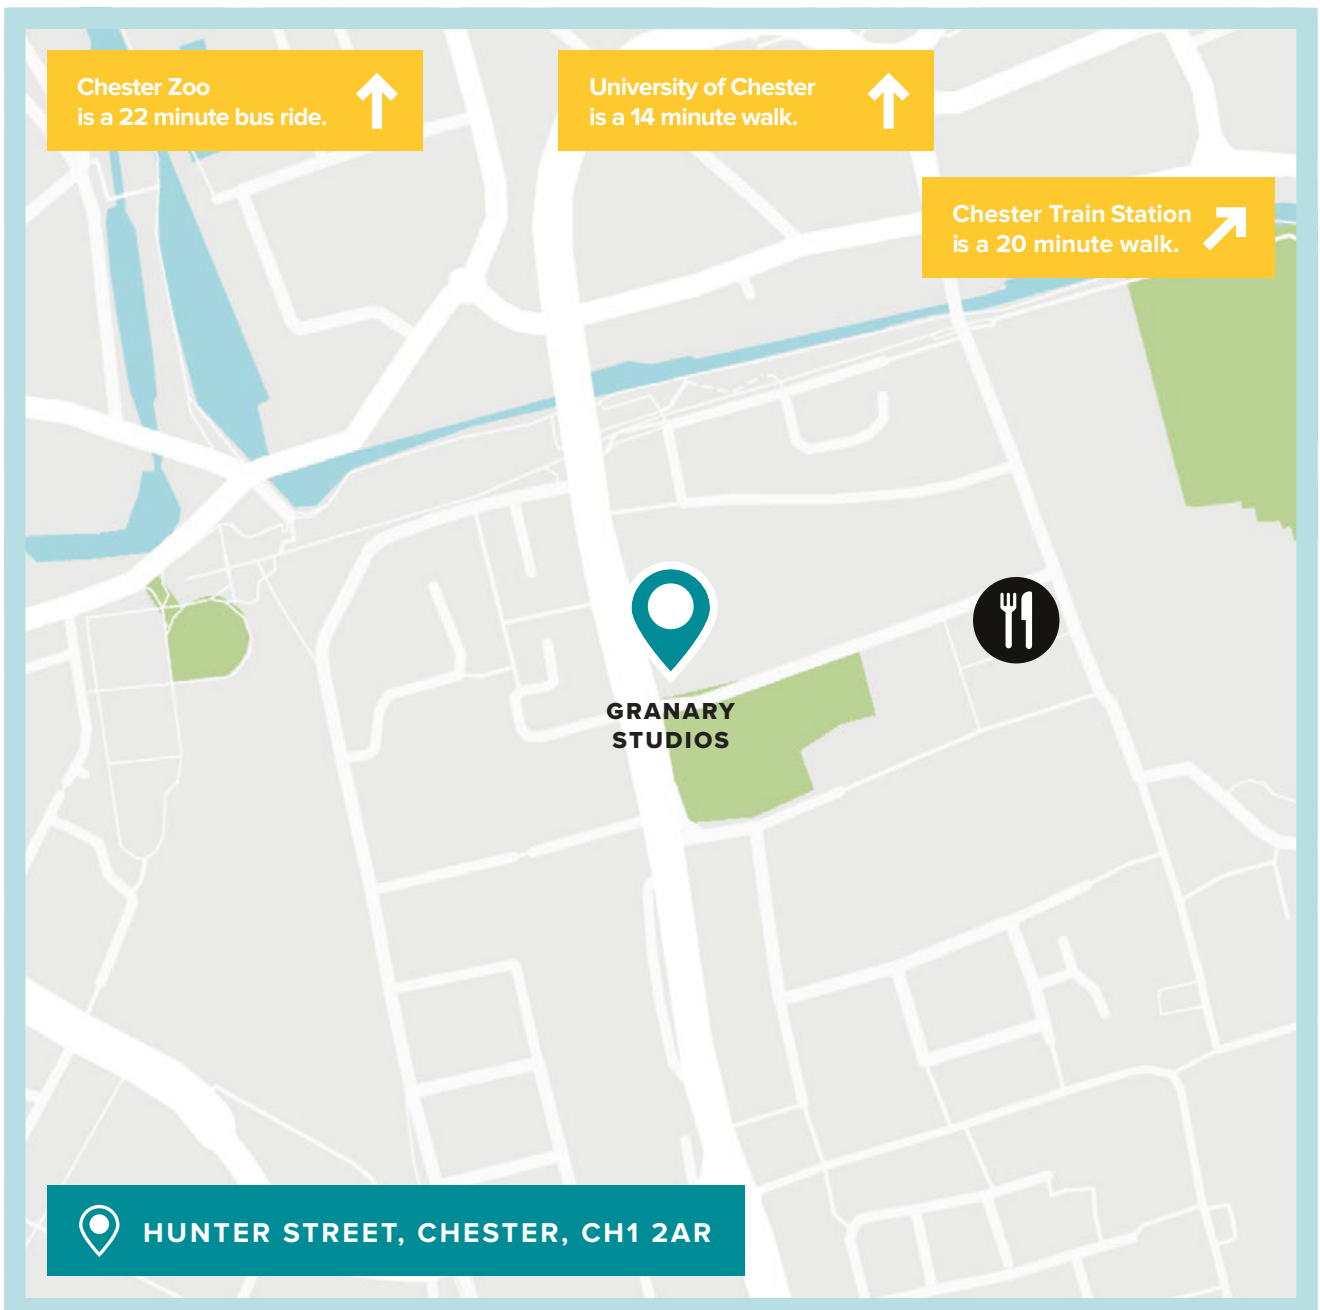 Chester Zoo
is a 22 minute bus ride.
University of Chester
is a 14 minute walk.
Chester Train Station
is a 20 minute walk.
GRANARY
STUDIOS
HUNTER STREET, CHESTER, CH1 2AR